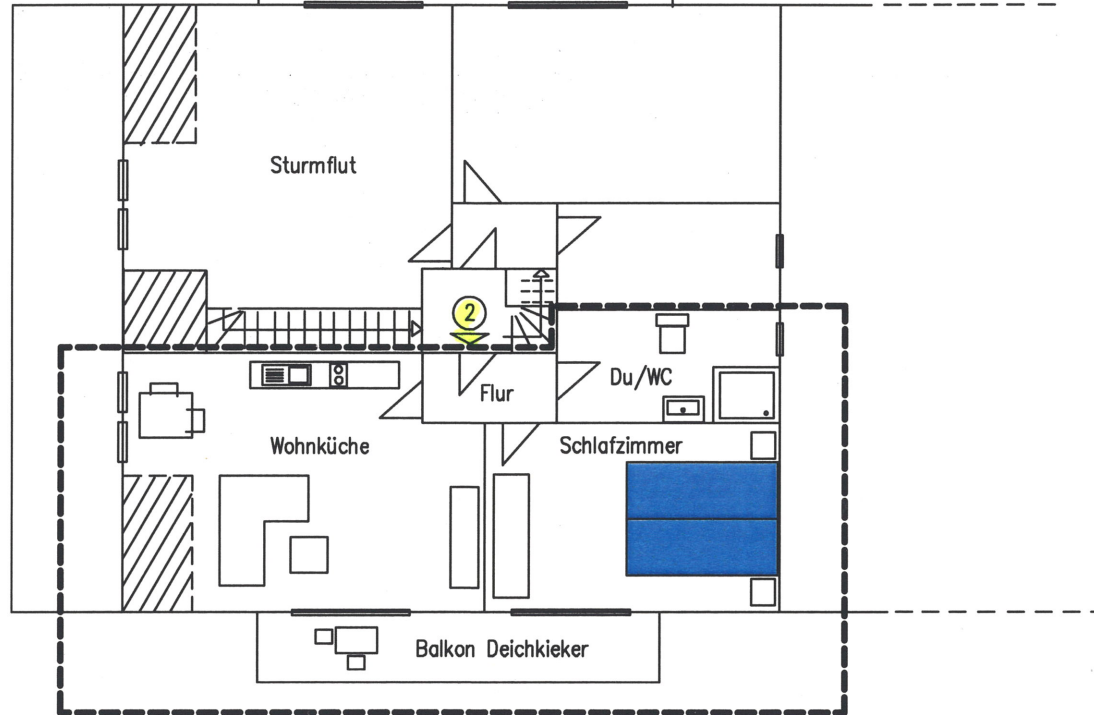 Sturmflut
2
Flur
Du/WC
Wohnküche
Schlafzimmer
Balkon Deichkieker